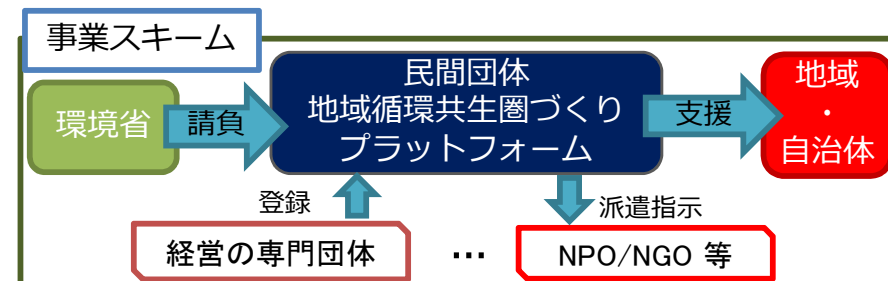 事業スキーム
環境省
請負
民間団体
地域循環共生圏づくり
プラットフォーム
支援
地域
・
自治体
登録
派遣指示
経営の専門団体
…
NPO/NGO 等